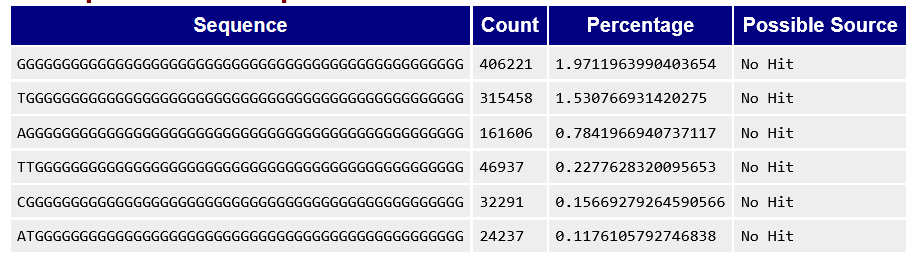 Sequence Count Percentage Possible Source
GGGGGGGGGGGGGGGGGGGGGGGGGGGGGGGGGGGGGGGGGGGGGGGGGG 406221 1.9711963990403654 No Hit
TGGGGGGGGGGGGGGGGGGGGGGGGGGGGGGGGGGGGGGGGGGGGGGGGG 315458 1.530766931420275 No Hit
AGGGGGGGGGGGGGGGGGGGGGGGGGGGGGGGGGGGGGGGGGGGGGGGGG 161606 0.7841966940737117 No Hit
TTGGGGGGGGGGGGGGGGGGGGGGGGGGGGGGGGGGGGGGGGGGGGGGGG 46937 0.2277628320095653 No Hit
CGGGGGGGGGGGGGGGGGGGGGGGGGGGGGGGGGGGGGGGGGGGGGGGGG 32291 0.15669279264590566 No Hit
ATGGGGGGGGGGGGGGGGGGGGGGGGGGGGGGGGGGGGGGGGGGGGGGGG 24237 0.1176105792746838 No Hit